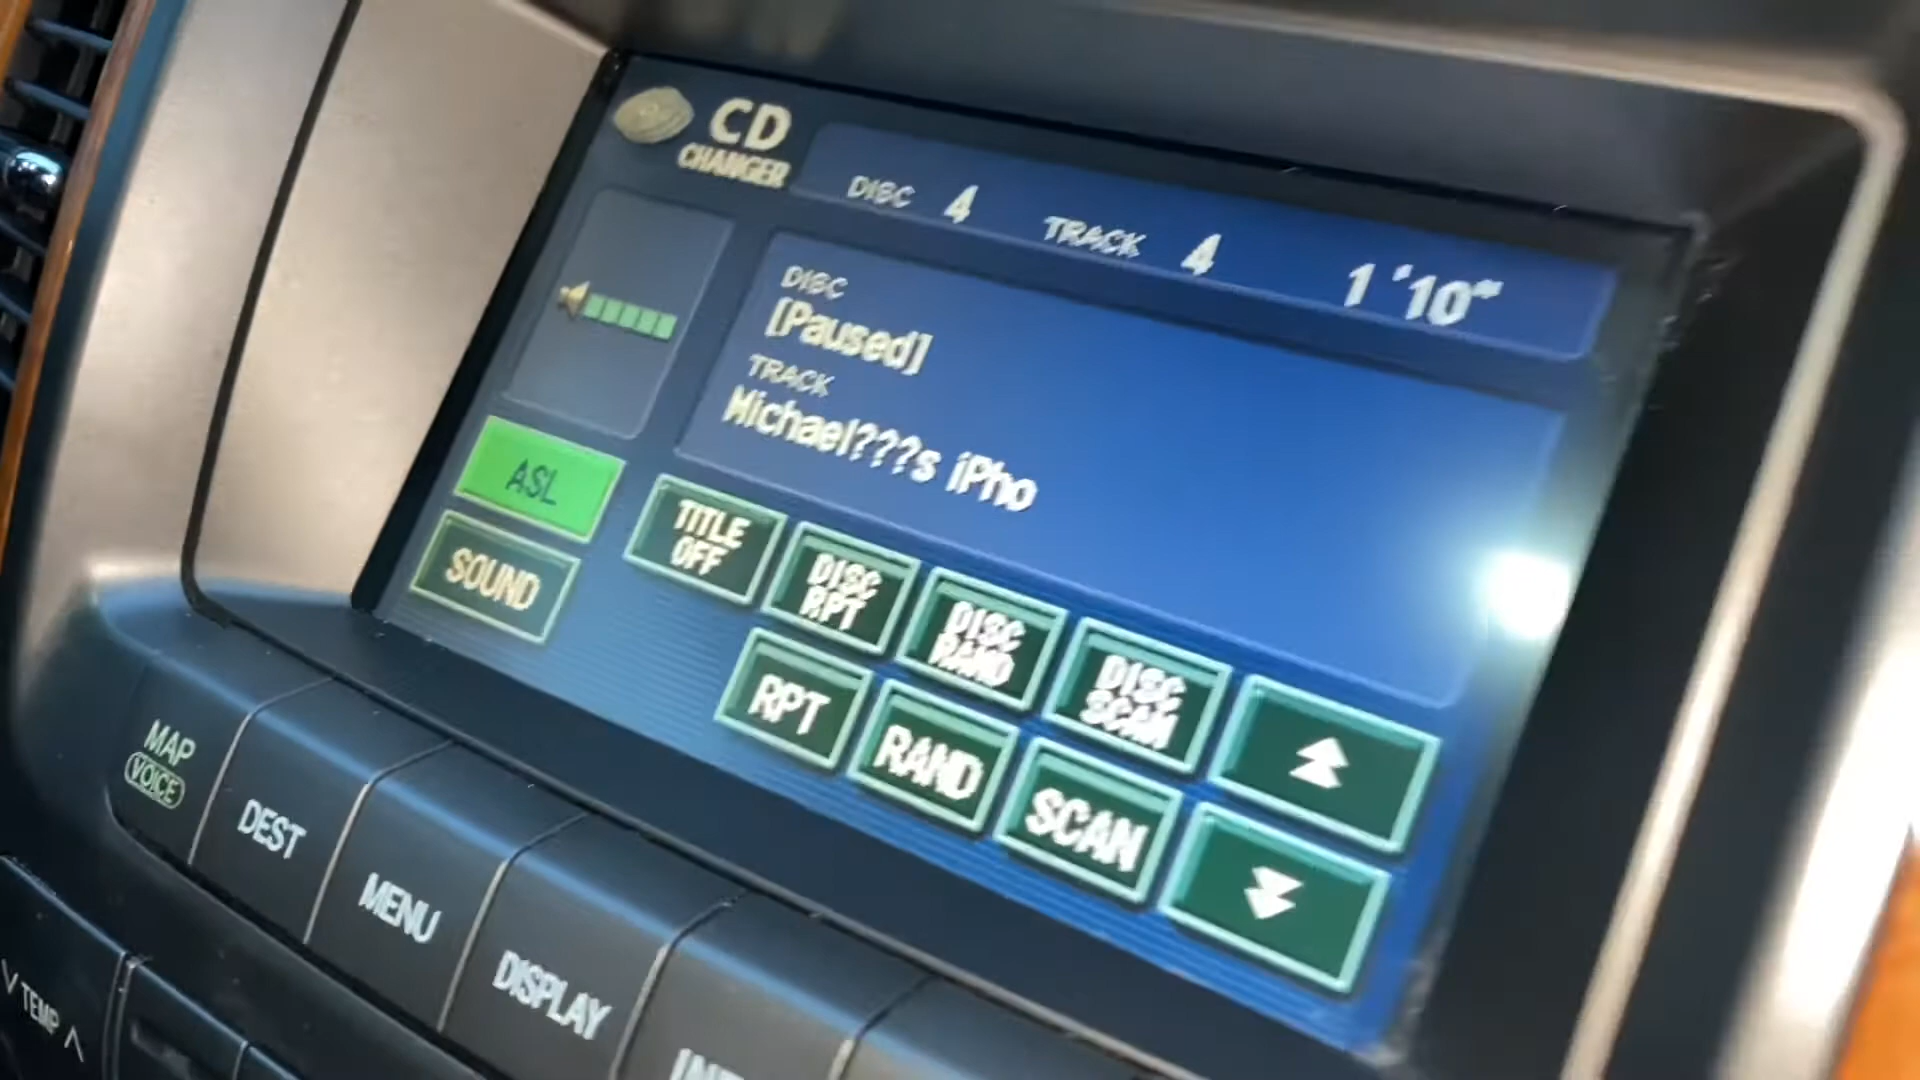 CD
CHANGER
DISC 4 TRACK 4 1'10"
DISC
[Paused]
TRACK
Michael???s iPho
ASL
SOUND
TITLE
OFF
DISC
RPT
DISC
RAND
DISC
SCAN
RPT
RAND
SCAN
MAP
VOICE
DEST
MENU
DISPLAY
TEMP